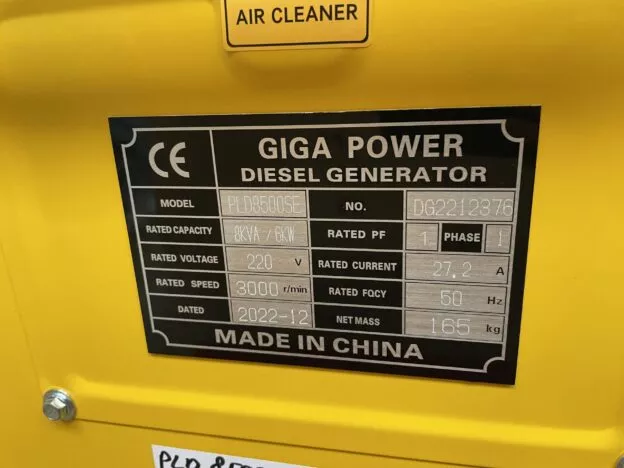 AIR CLEANER
CE
GIGA POWER
DIESEL GENERATOR
MODEL PLD8500SE NO. DG2212376
RATED CAPACITY 8KVA / 6KW RATED PF 1 PHASE 1
RATED VOLTAGE 220 V RATED CURRENT 27.2 A
RATED SPEED 3000 r/min RATED FQCY 50 Hz
DATED 2022-12 NET MASS 165 kg
MADE IN CHINA
PLD